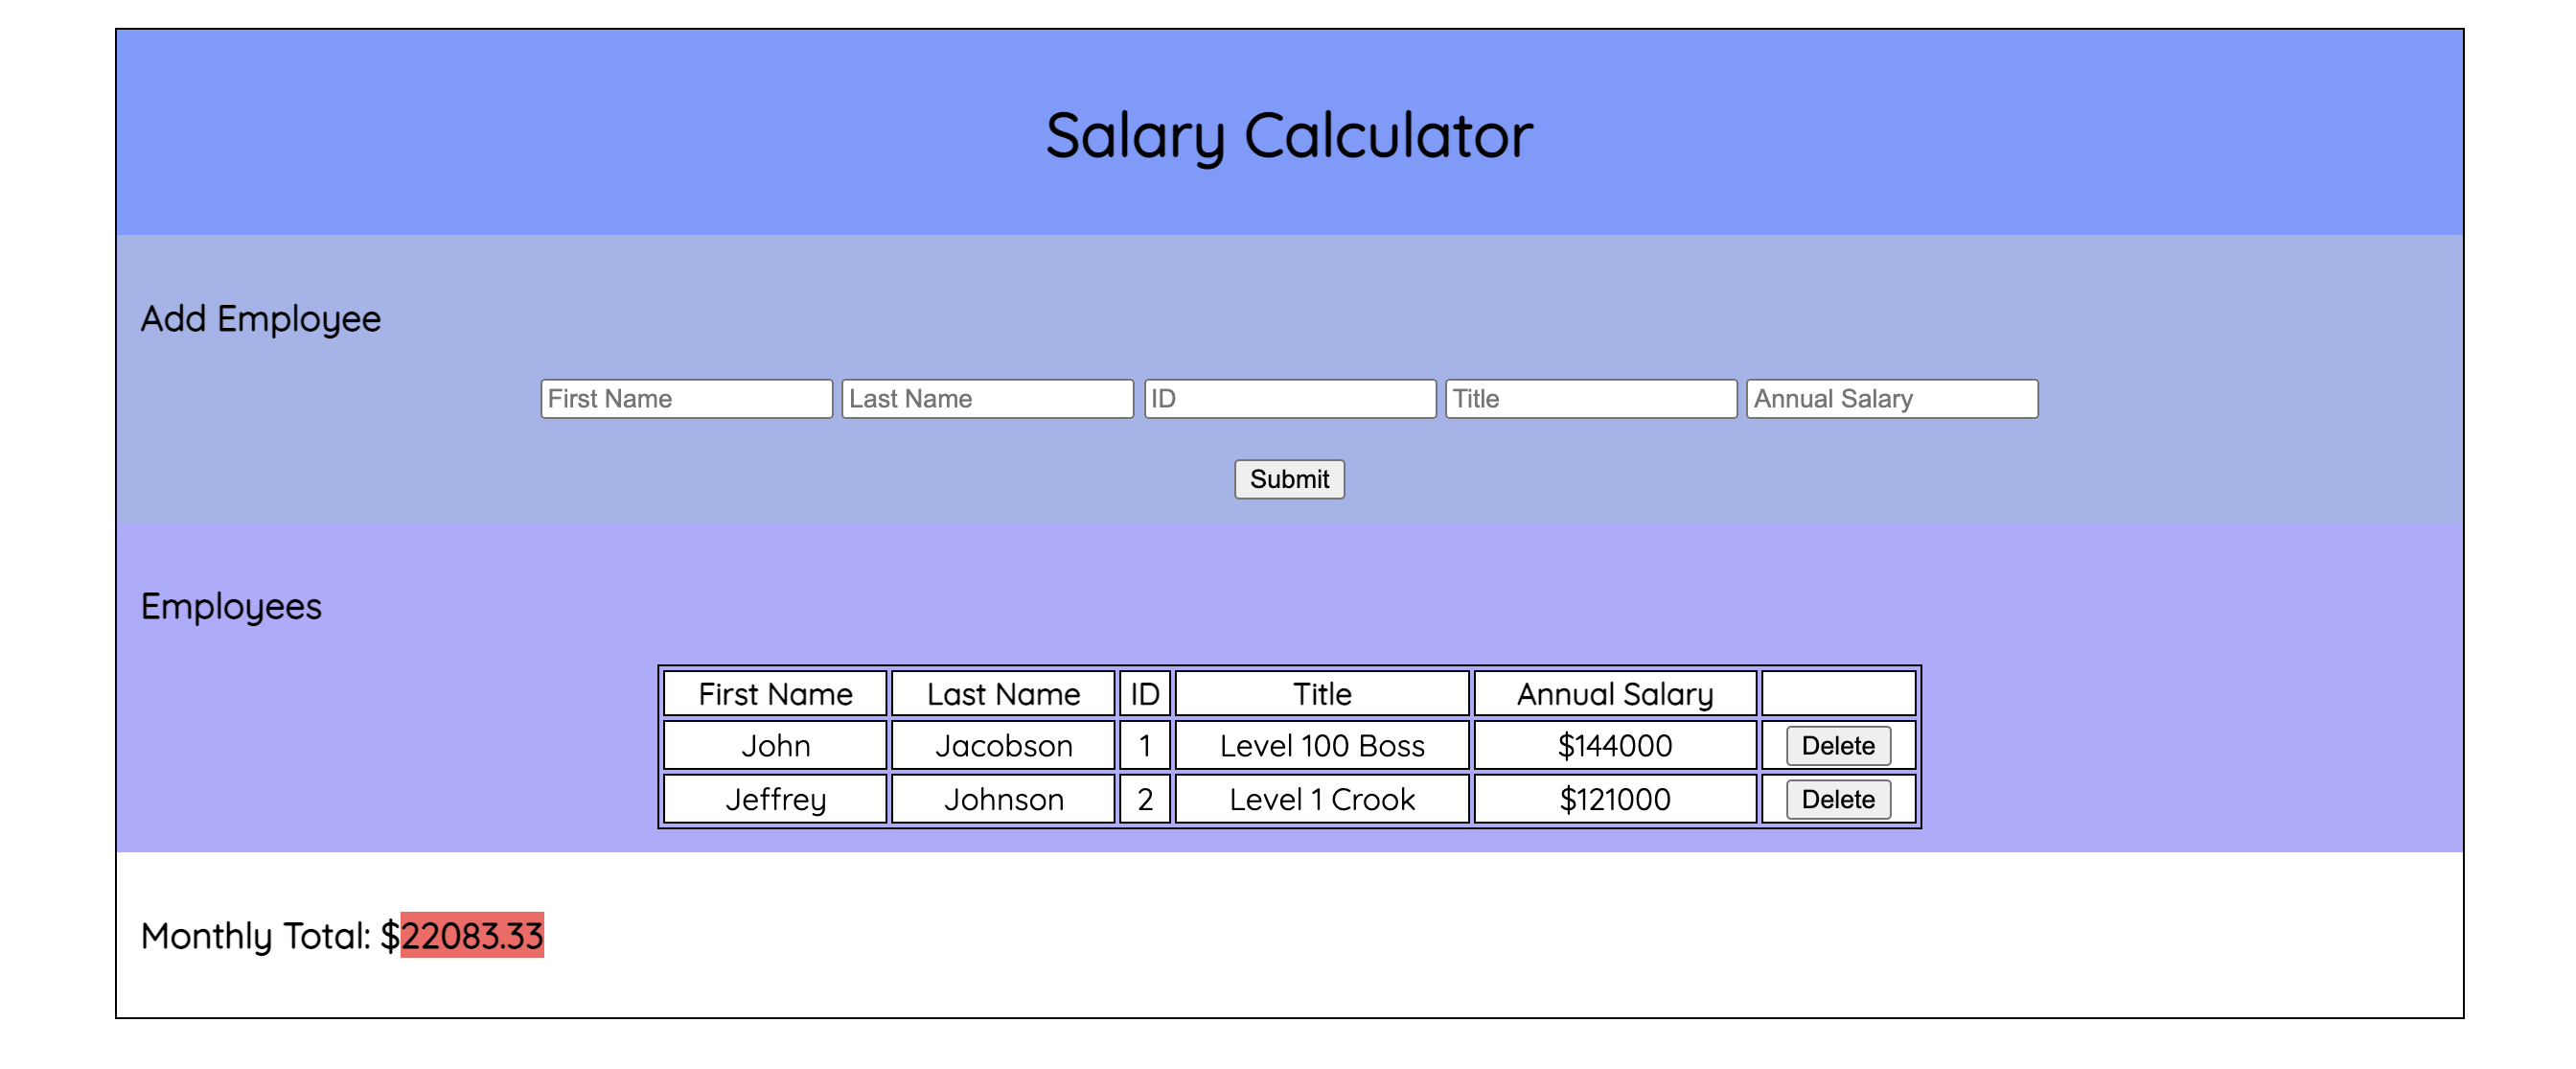 Salary Calculator
Add Employee
First Name Last Name ID Title Annual Salary
Submit
Employees
First Name Last Name ID Title Annual Salary
John Jacobson 1 Level 100 Boss $144000 Delete
Jeffrey Johnson 2 Level 1 Crook $121000 Delete
Monthly Total: $22083.33